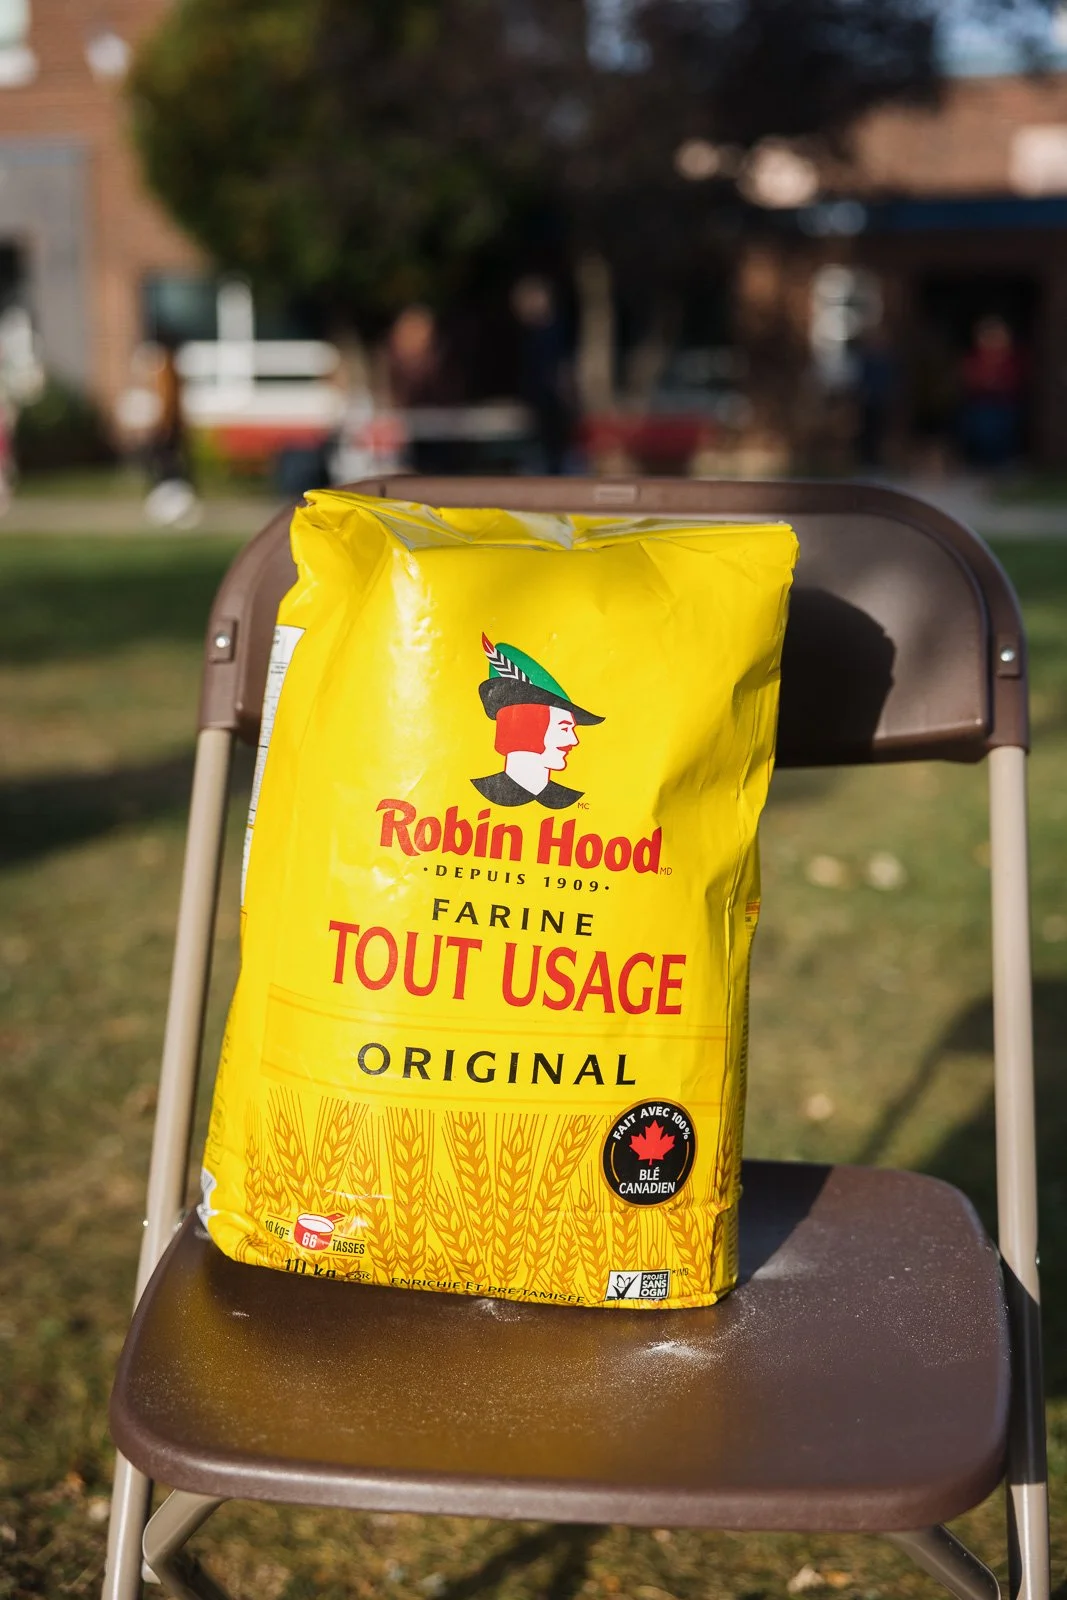 MC
Robin Hood MD
·DEPUIS 1909·
FARINE
TOUT USAGE
ORIGINAL
FAIT AVEC 100%
BLÉ
CANADIEN
10 kg=
66
TASSES
kg
ENRICHIE ET PRÉ-TAMISÉE
PROJET
SANS
OGM